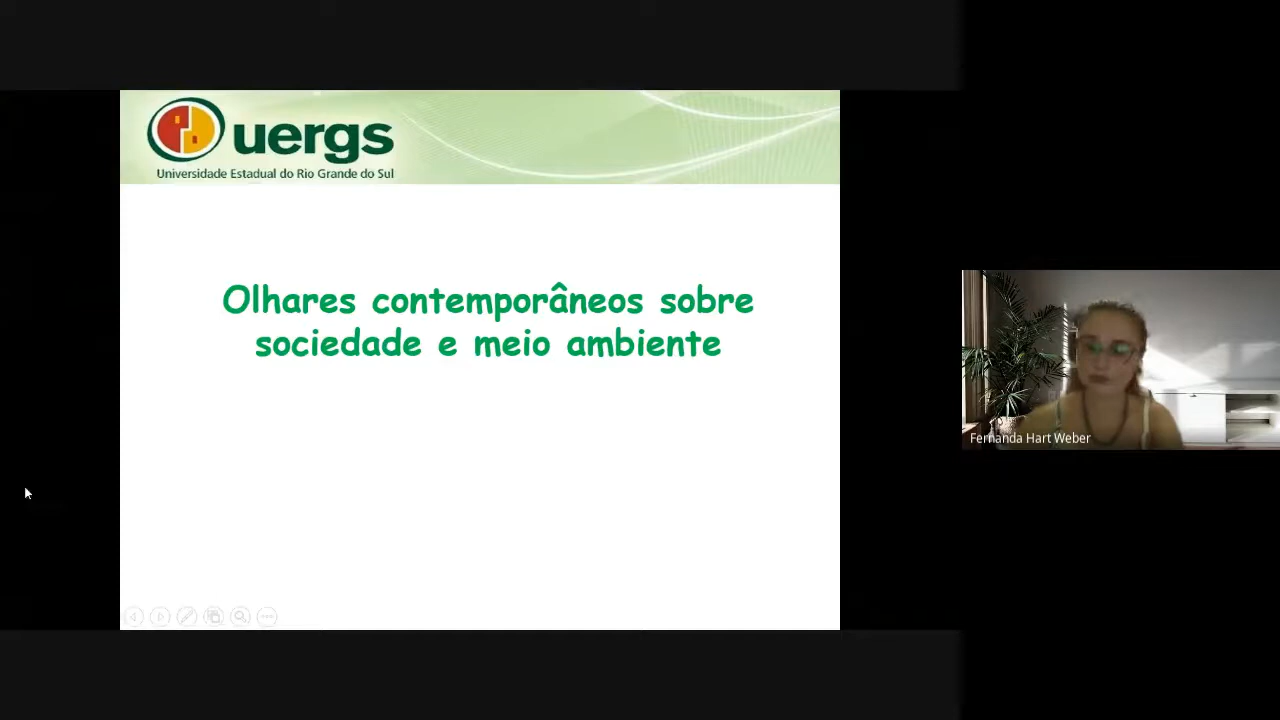 uergs
Universidade Estadual do Rio Grande do Sul
Olhares contemporâneos sobre
sociedade e meio ambiente
Fernanda Hart Weber